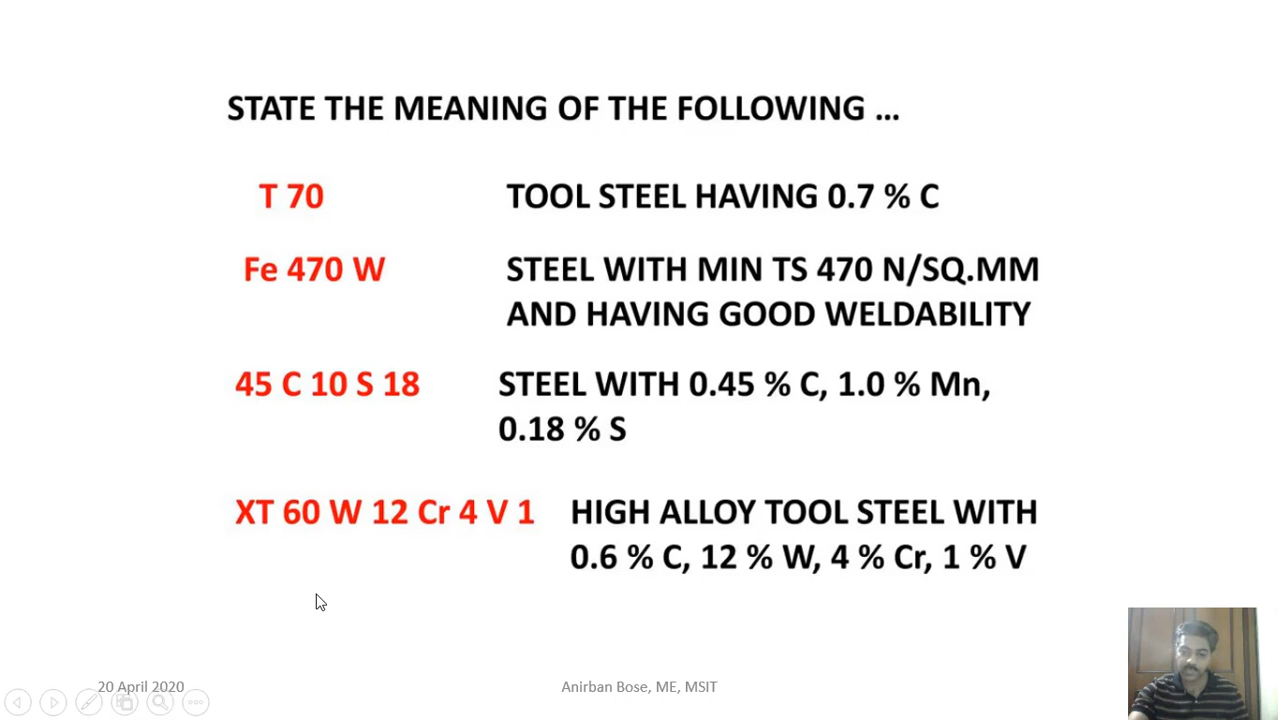 STATE THE MEANING OF THE FOLLOWING ...
T 70 TOOL STEEL HAVING 0.7 % C
Fe 470 W STEEL WITH MIN TS 470 N/SQ.MM
AND HAVING GOOD WELDABILITY
45 C 10 S 18 STEEL WITH 0.45 % C, 1.0 % Mn,
0.18 % S
XT 60 W 12 Cr 4 V 1 HIGH ALLOY TOOL STEEL WITH
0.6 % C, 12 % W, 4 % Cr, 1 % V
20 April 2020 Anirban Bose, ME, MSIT